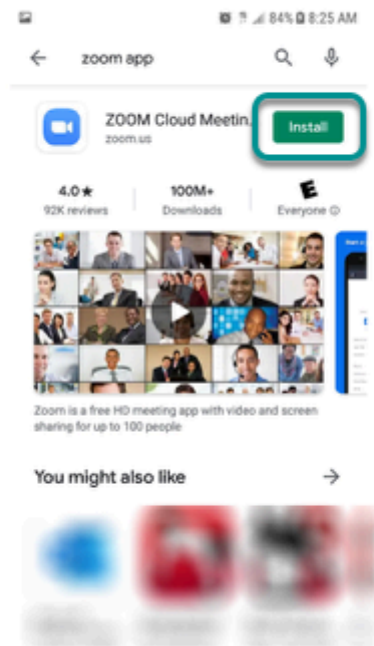 84% 8:25 AM
zoom app
ZOOM Cloud Meetin.
Install
zoom.us
4.0★
100M+
E
92K reviews
Downloads
Everyone
Zoom is a free HD meeting app with video and screen
sharing for up to 100 people
You might also like